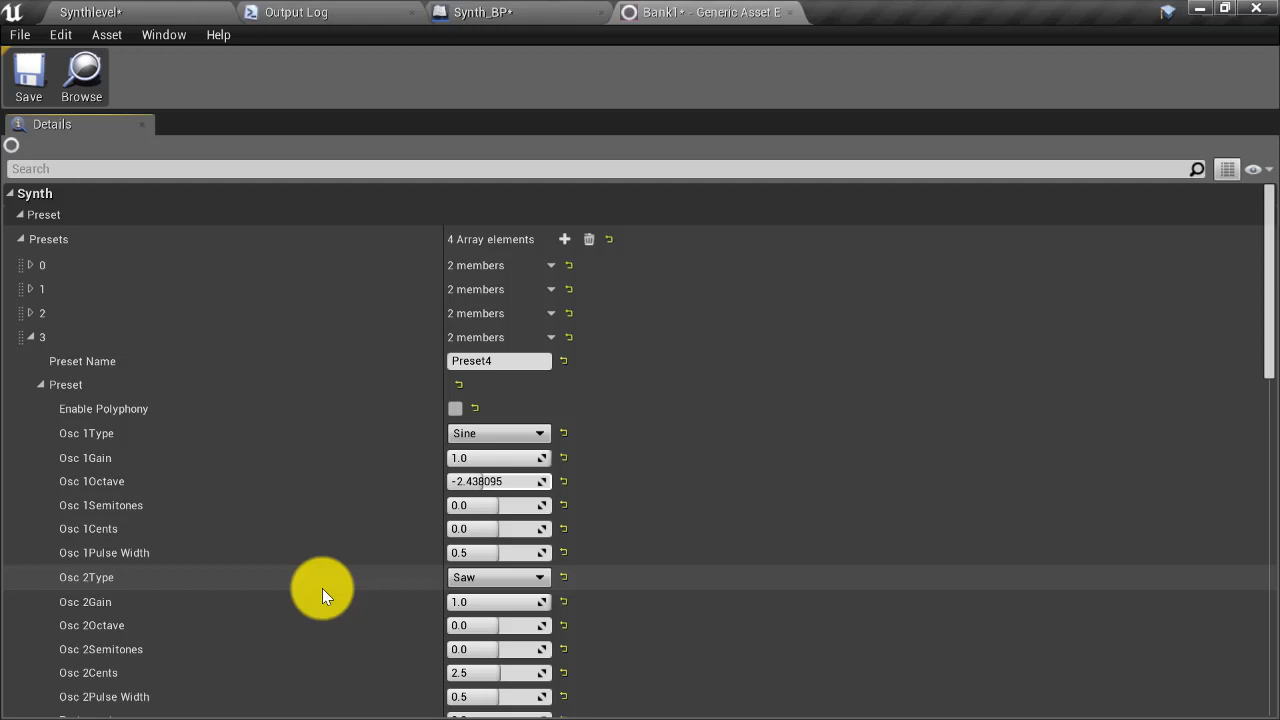 Synthlevel* Output Log Synth_BP* Bank1* - Generic Asset E
File Edit Asset Window Help
Save Browse
Details
Search
Synth
Preset
Presets 4 Array elements
0 2 members
1 2 members
2 2 members
3 2 members
Preset Name Preset4
Preset
Enable Polyphony
Osc 1Type Sine
Osc 1Gain 1.0
Osc 1Octave -2.438095
Osc 1Semitones 0.0
Osc 1Cents 0.0
Osc 1Pulse Width 0.5
Osc 2Type Saw
Osc 2Gain 1.0
Osc 2Octave 0.0
Osc 2Semitones 0.0
Osc 2Cents 2.5
Osc 2Pulse Width 0.5